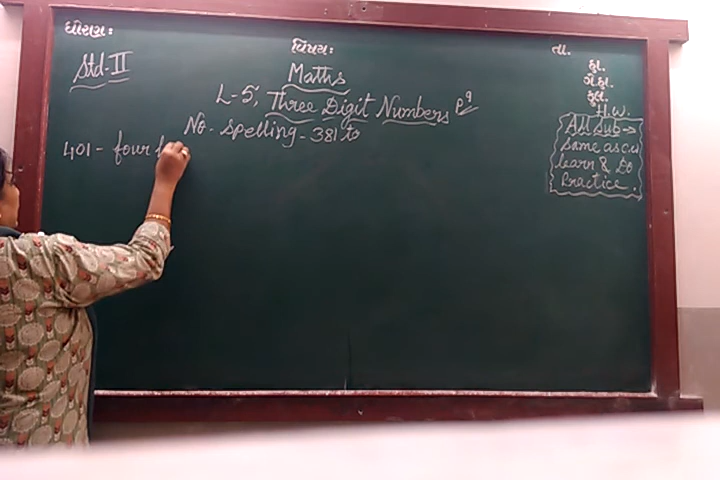 ધોરણ: વિષય: તા.
Std-II
હા.
ગે.હા.
કુલ.
Maths
L-5, Three Digit Numbers P-9
No. spelling - 381 to
401 - four
H.W.
All Sub →
Same as cw
learn & Do
Practice.